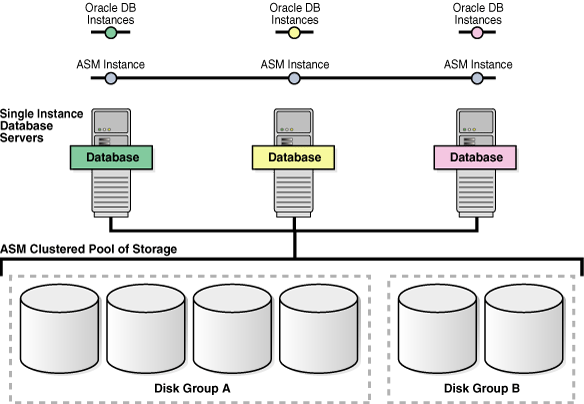 Oracle DB
Instances
Oracle DB
Instances
Oracle DB
Instances
ASM Instance
ASM Instance
ASM Instance
Single Instance
Database
Servers
Database
Database
Database
ASM Clustered Pool of Storage
Disk Group A
Disk Group B